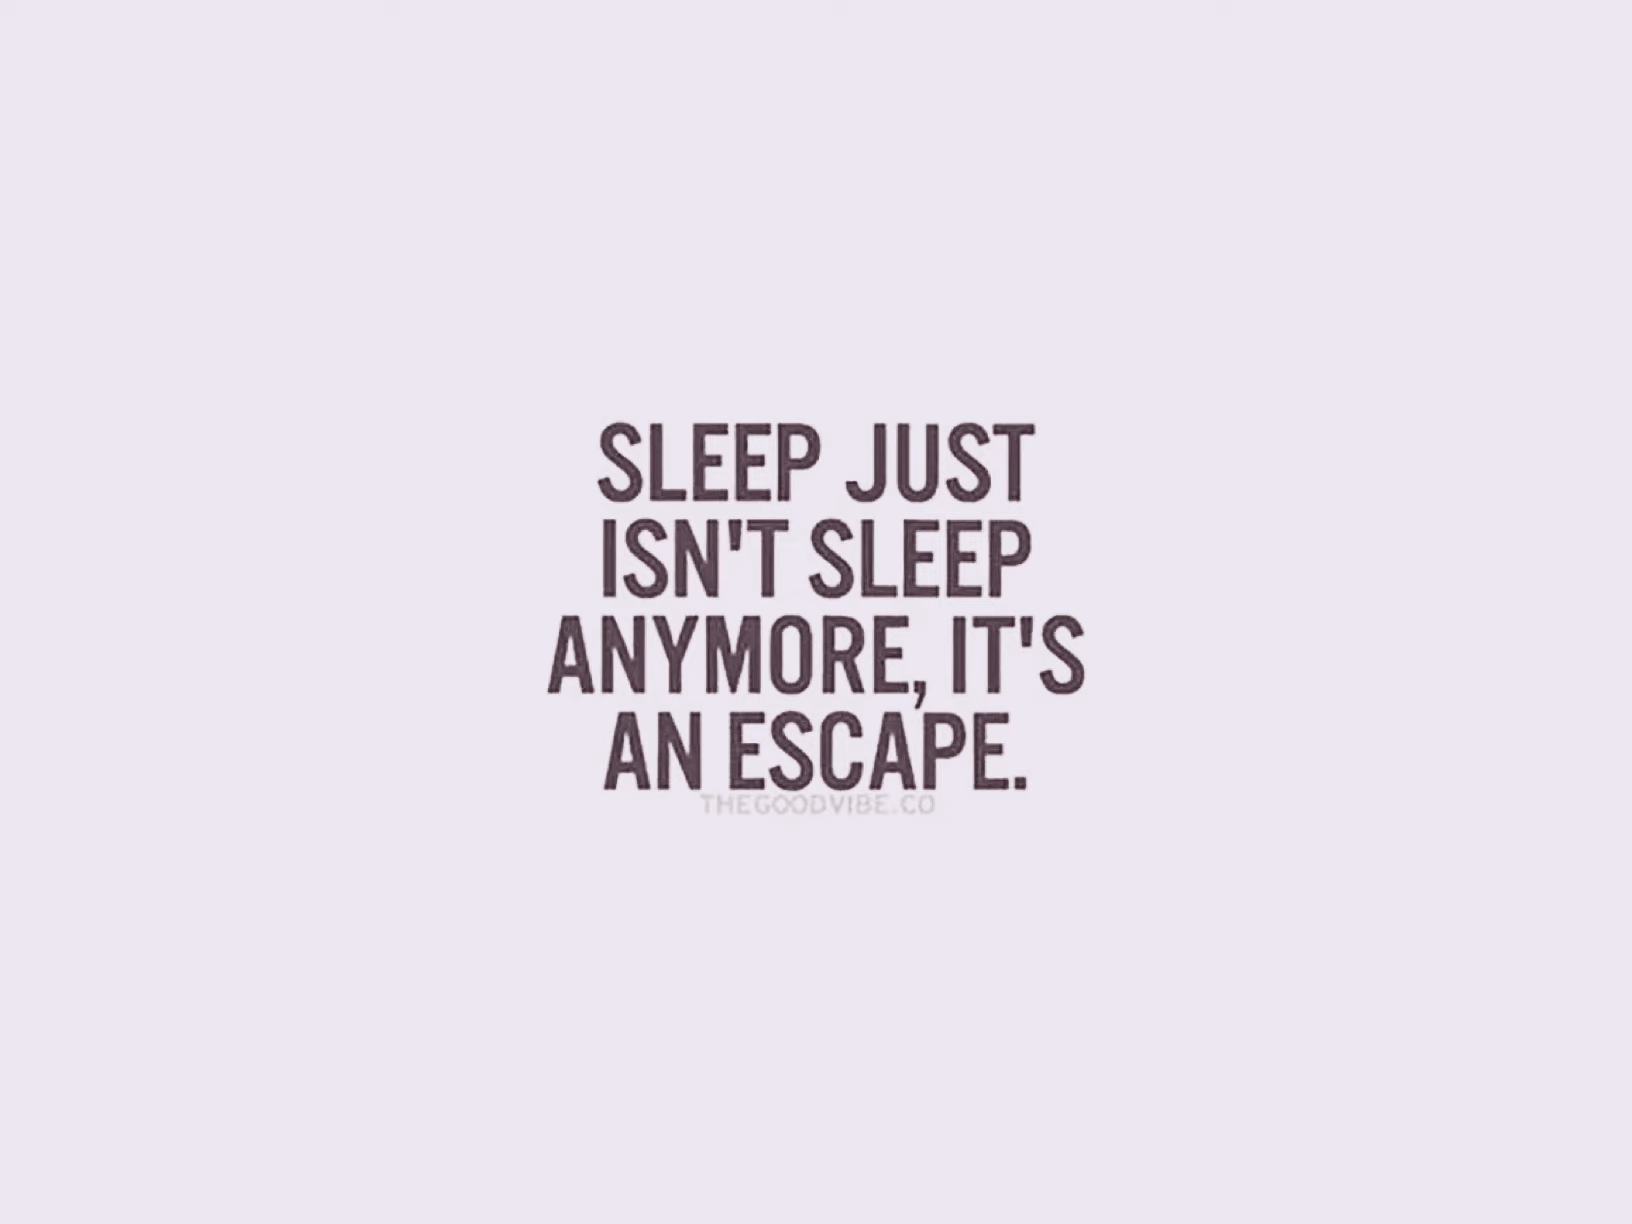 SLEEP JUST
ISN'T SLEEP
ANYMORE, IT'S
AN ESCAPE.
THEGOODVIBE.CO